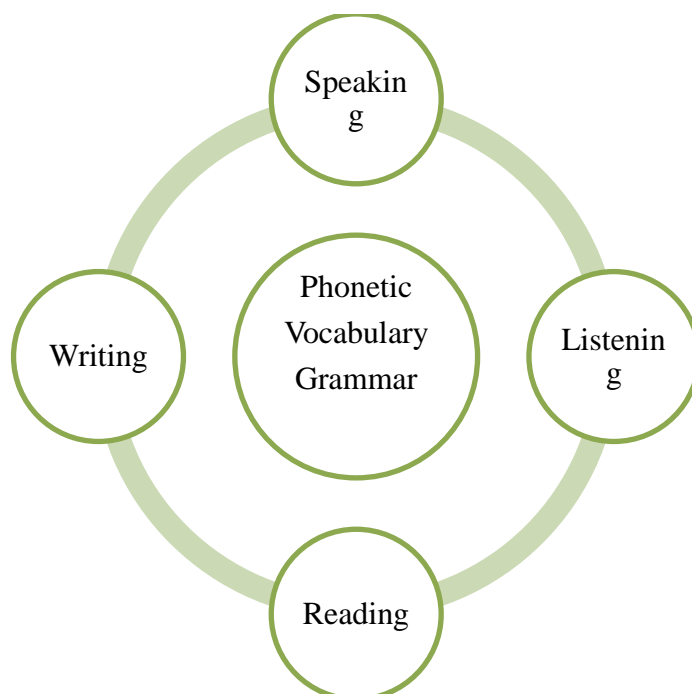 Speakin
g
Phonetic
Vocabulary
Grammar
Writing
Listenin
g
Reading